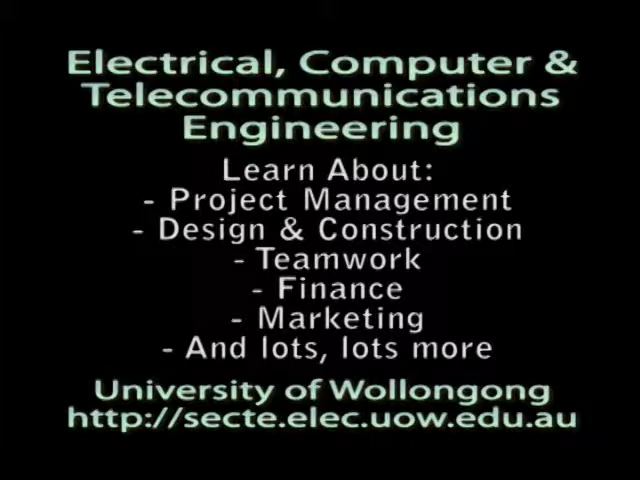 Electrical, Computer &
Telecommunications
Engineering
Learn About:
- Project Management
- Design & Construction
- Teamwork
- Finance
- Marketing
- And lots, lots more
University of Wollongong
http://secte.elec.uow.edu.au